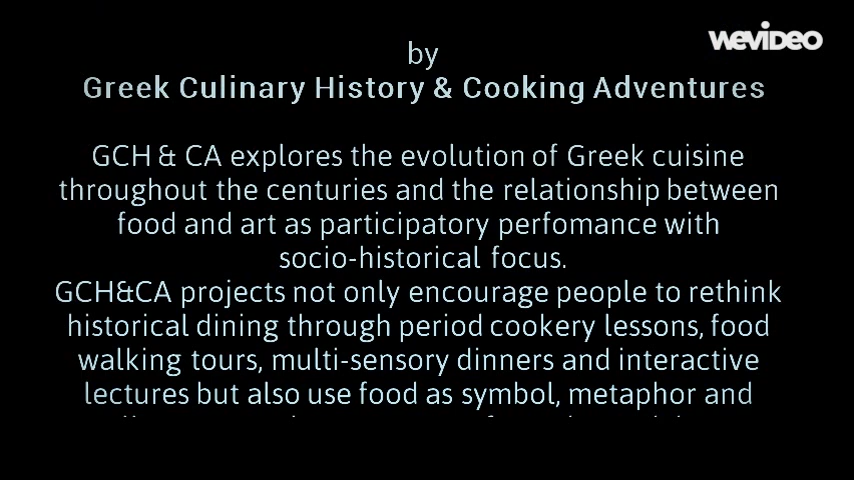 wevideo
by
Greek Culinary History & Cooking Adventures
GCH & CA explores the evolution of Greek cuisine
throughout the centuries and the relationship between
food and art as participatory perfomance with
socio-historical focus.
GCH&CA projects not only encourage people to rethink
historical dining through period cookery lessons, food
walking tours, multi-sensory dinners and interactive
lectures but also use food as symbol, metaphor and